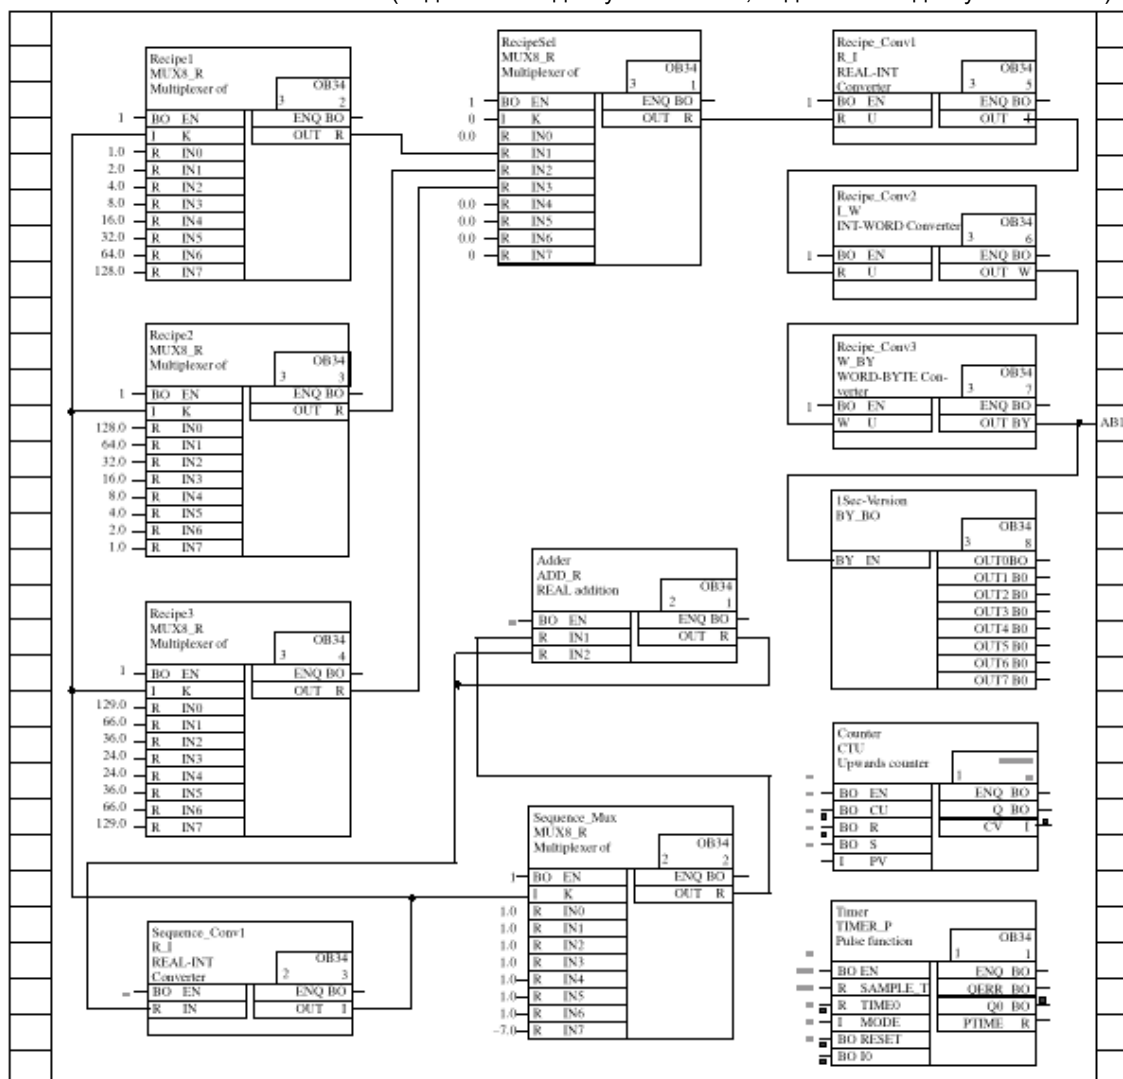 Recipe1
MUX8_R
Multiplexer of
OB34
3 2
1 BO EN ENQ BO
I K OUT R
1.0 R IN0
2.0 R IN1
4.0 R IN2
8.0 R IN3
16.0 R IN4
32.0 R IN5
64.0 R IN6
128.0 R IN7
Recipe2
MUX8_R
Multiplexer of
OB34
3 3
1 BO EN ENQ BO
I K OUT R
128.0 R IN0
64.0 R IN1
32.0 R IN2
16.0 R IN3
8.0 R IN4
4.0 R IN5
2.0 R IN6
1.0 R IN7
Recipe3
MUX8_R
Multiplexer of
OB34
3 4
1 BO EN ENQ BO
I K OUT R
129.0 R IN0
66.0 R IN1
36.0 R IN2
24.0 R IN3
24.0 R IN4
36.0 R IN5
66.0 R IN6
129.0 R IN7
Sequence_Conv1
R_I
REAL-INT
Converter
OB34
2 3
BO EN ENQ BO
R IN OUT I
RecipeSel
MUX8_R
Multiplexer of
OB34
3 1
1 BO EN ENQ BO
0 I K OUT R
0.0 R IN0
R IN1
R IN2
R IN3
0.0 R IN4
0.0 R IN5
0.0 R IN6
0 R IN7
Adder
ADD_R
REAL addition
OB34
2 1
BO EN ENQ BO
R IN1 OUT R
R IN2
Sequence_Mux
MUX8_R
Multiplexer of
OB34
2 2
1 BO EN ENQ BO
I K OUT R
1.0 R IN0
1.0 R IN1
1.0 R IN2
1.0 R IN3
1.0 R IN4
1.0 R IN5
1.0 R IN6
-7.0 R IN7
Recipe_Conv1
R_I
REAL-INT
Converter
OB34
3 5
1 BO EN ENQ BO
R U OUT I
Recipe_Conv2
I_W
INT-WORD Converter
OB34
3 6
1 BO EN ENQ BO
R U OUT W
Recipe_Conv3
W_BY
WORD-BYTE Con-
verter
OB34
3 7
1 BO EN ENQ BO
W U OUT BY
AB1
1Sec-Version
BY_BO
OB34
3 8
BY IN OUT0BO
OUT1 B0
OUT2 B0
OUT3 B0
OUT4 B0
OUT5 B0
OUT6 B0
OUT7 B0
Counter
CTU
Upwards counter
1
BO EN ENQ BO
BO CU Q BO
BO R CV I
BO S
I PV
Timer
TIMER_P
Pulse function
OB34
1 1
BO EN ENQ BO
R SAMPLE_T QERR BO
R TIME0 Q0 BO
I MODE PTIME R
BO RESET
BO I0